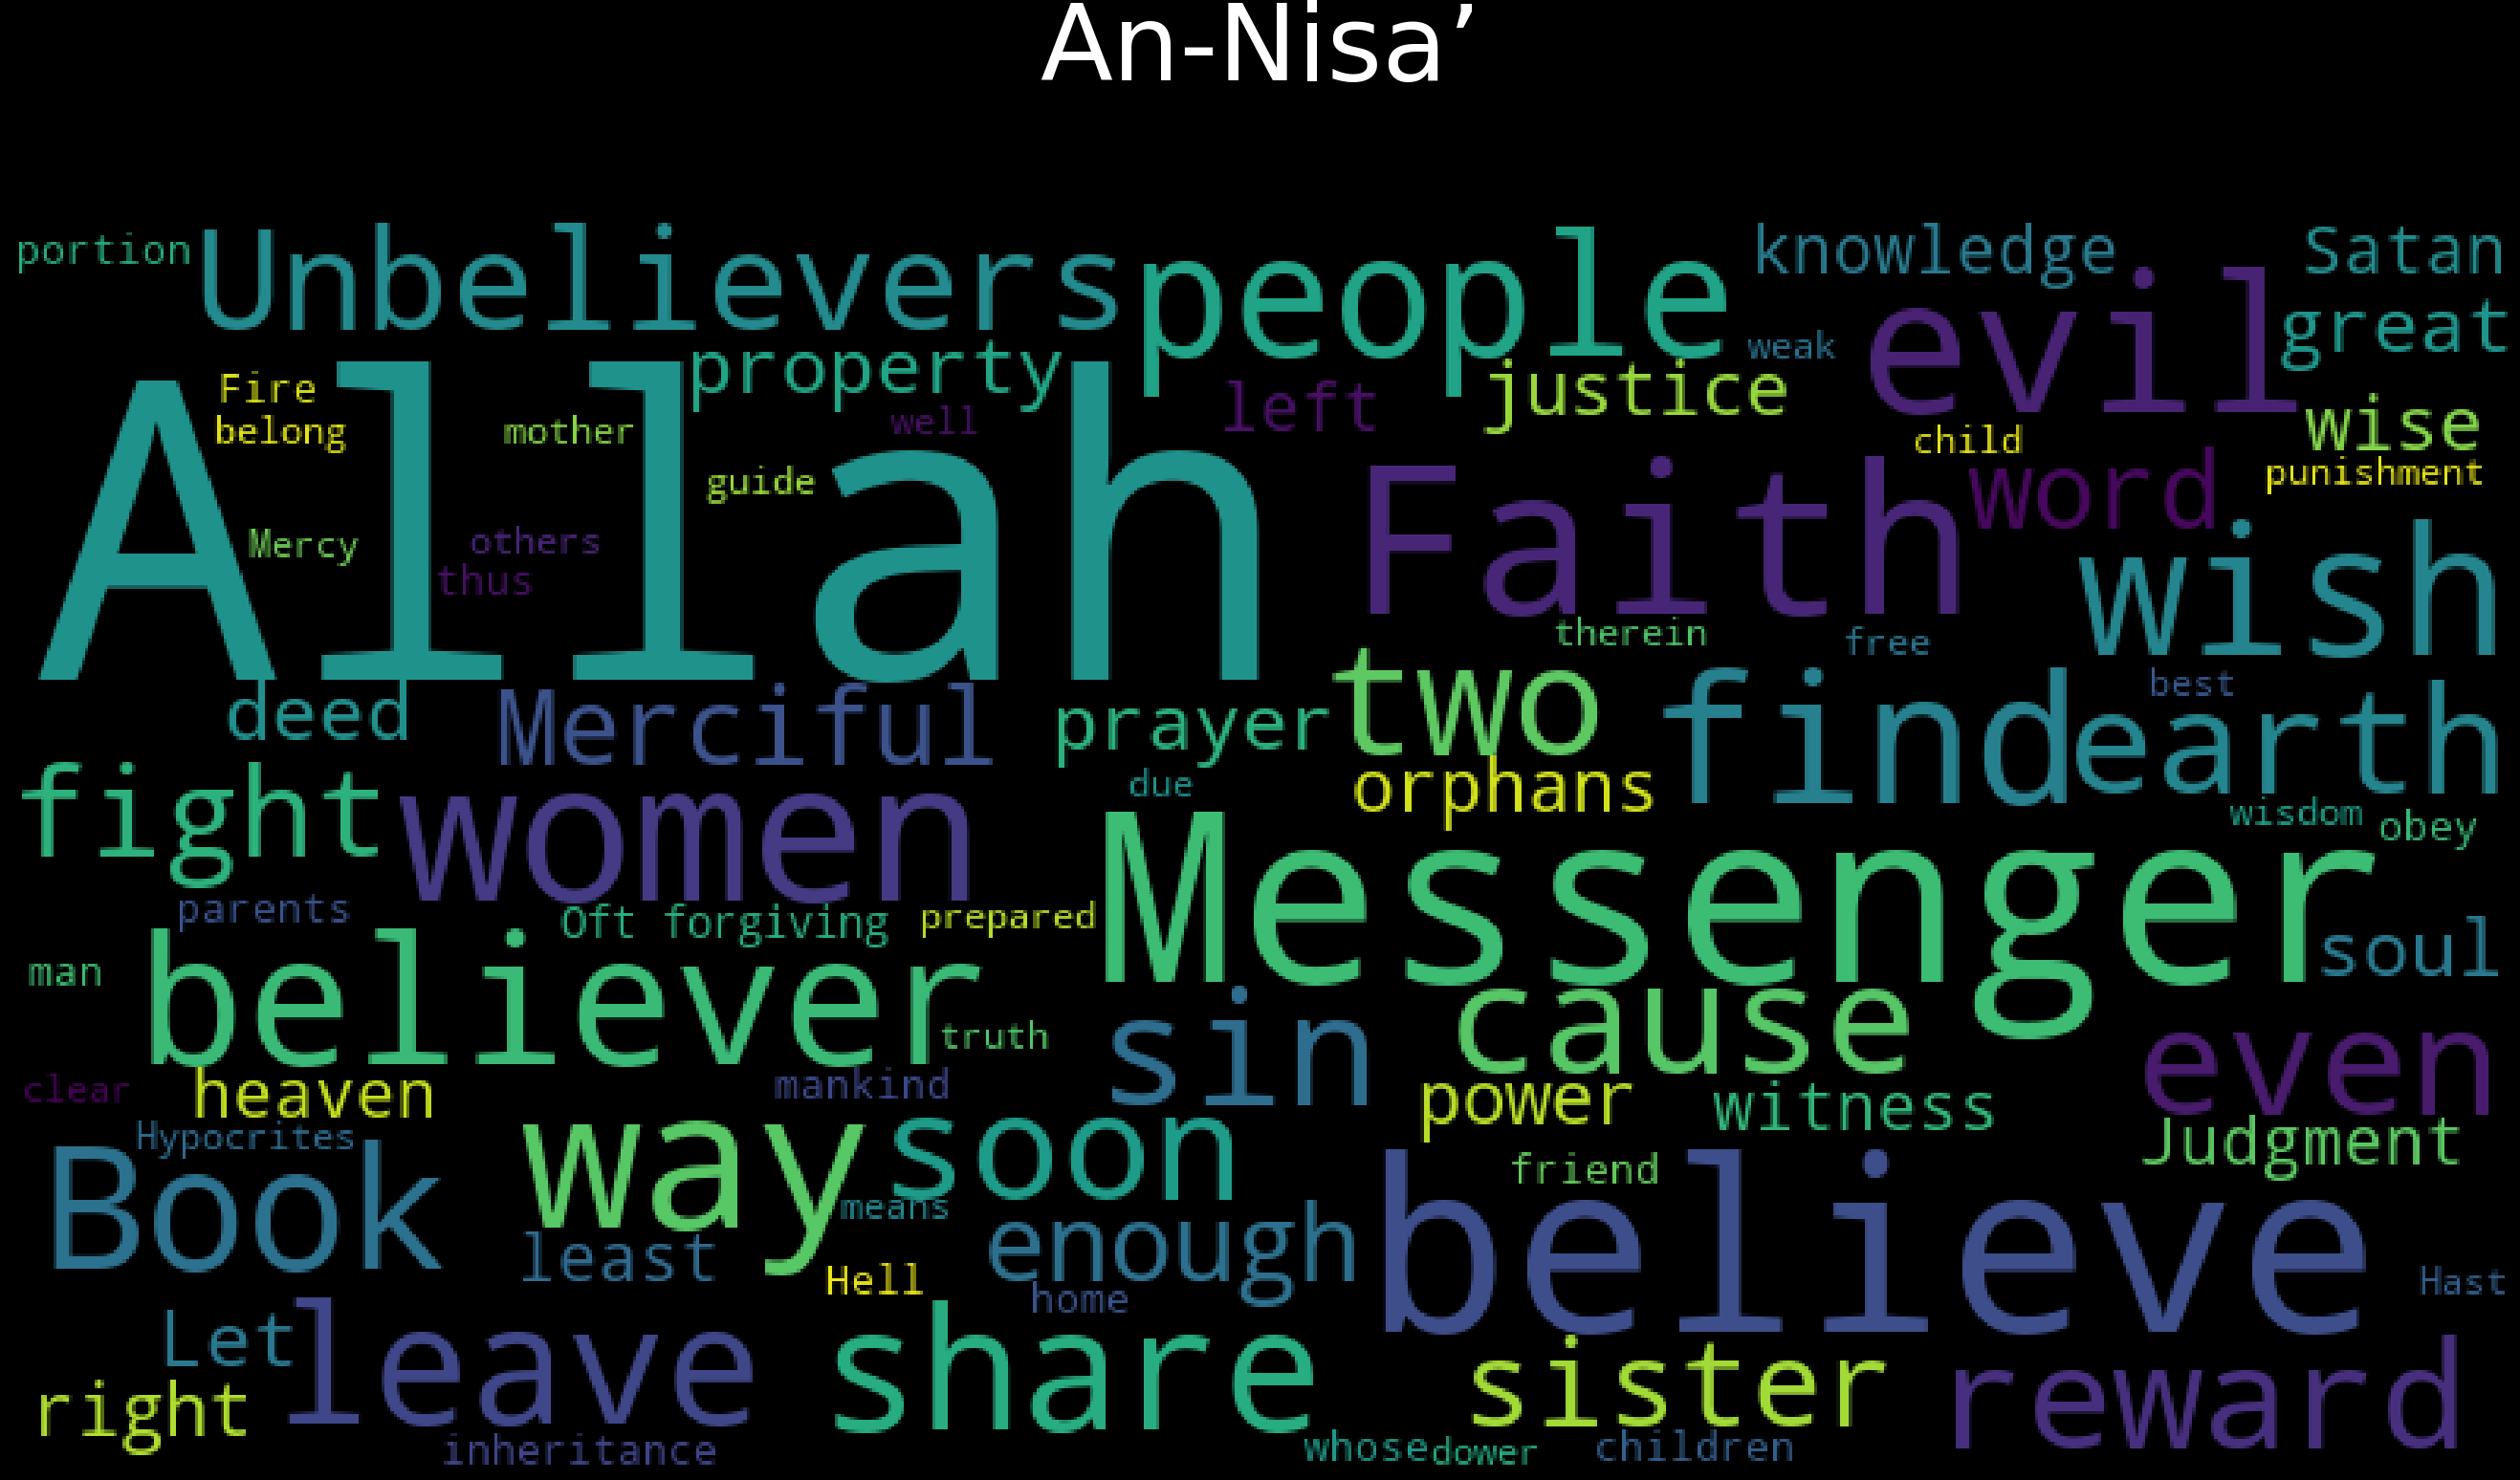 An-Nisa’
portion Unbelievers people knowledge Satan
evil great
property weak
Fire justice
belong mother well left child wise
Allah guide Faith word punishment
Mercy others
thus wish
therein free
deed Merciful prayer two find best earth
due orphans wisdom obey
fight women
parents Oft forgiving prepared Messenger soul
man believer truth sin cause even
clear heaven mankind power witness
Hypocrites Judgment
Book way soon friend
means believe
least enough
Hell home Hast
Let leave share sister reward
right
inheritance whose dower children